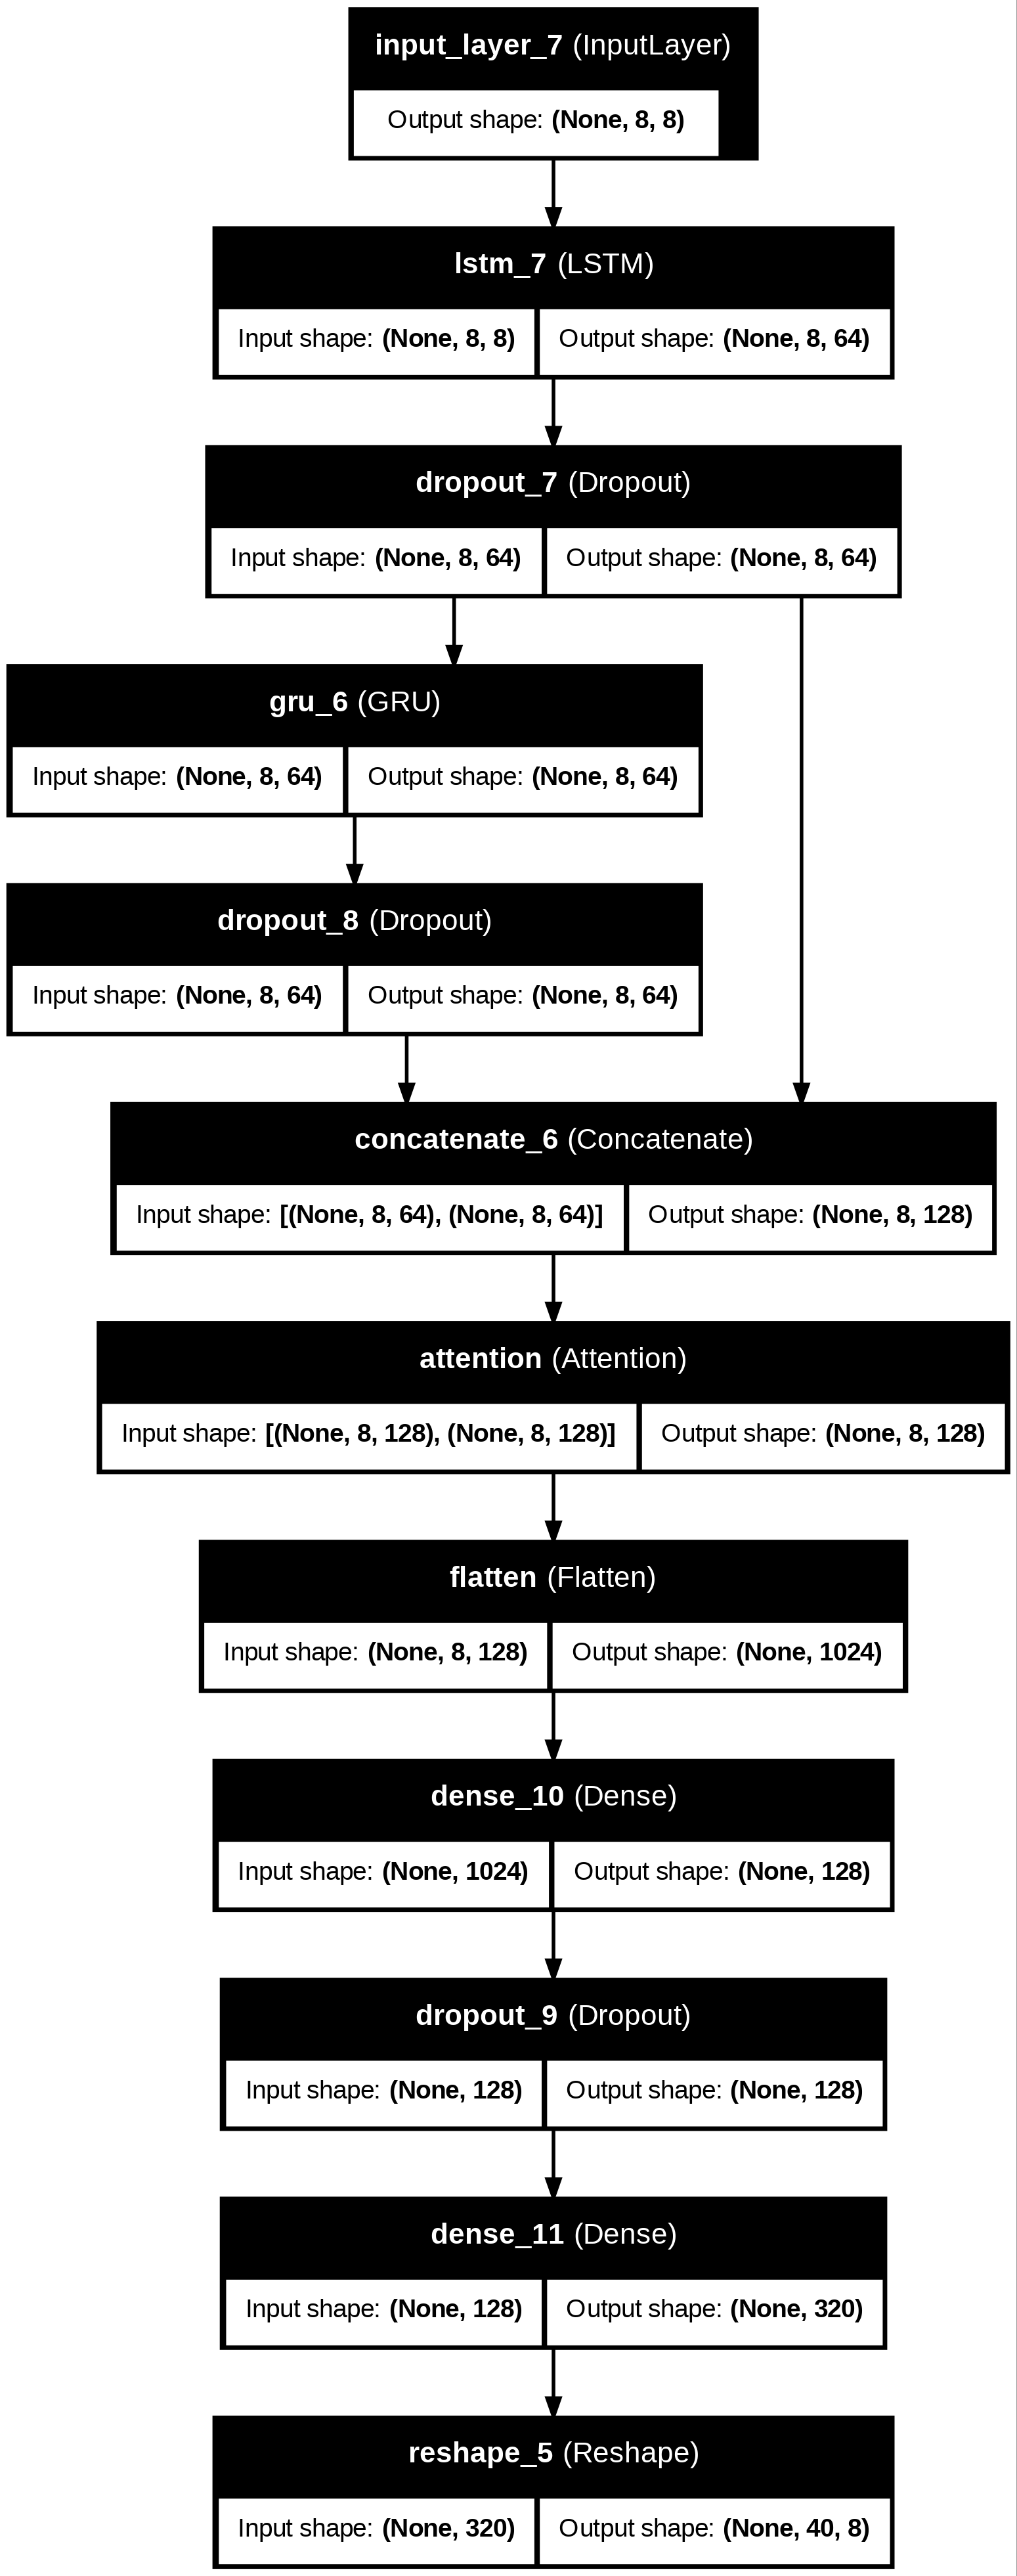 input_layer_7 (InputLayer)
Output shape: (None, 8, 8)
lstm_7 (LSTM)
Input shape: (None, 8, 8) Output shape: (None, 8, 64)
dropout_7 (Dropout)
Input shape: (None, 8, 64) Output shape: (None, 8, 64)
gru_6 (GRU)
Input shape: (None, 8, 64) Output shape: (None, 8, 64)
dropout_8 (Dropout)
Input shape: (None, 8, 64) Output shape: (None, 8, 64)
concatenate_6 (Concatenate)
Input shape: [(None, 8, 64), (None, 8, 64)] Output shape: (None, 8, 128)
attention (Attention)
Input shape: [(None, 8, 128), (None, 8, 128)] Output shape: (None, 8, 128)
flatten (Flatten)
Input shape: (None, 8, 128) Output shape: (None, 1024)
dense_10 (Dense)
Input shape: (None, 1024) Output shape: (None, 128)
dropout_9 (Dropout)
Input shape: (None, 128) Output shape: (None, 128)
dense_11 (Dense)
Input shape: (None, 128) Output shape: (None, 320)
reshape_5 (Reshape)
Input shape: (None, 320) Output shape: (None, 40, 8)